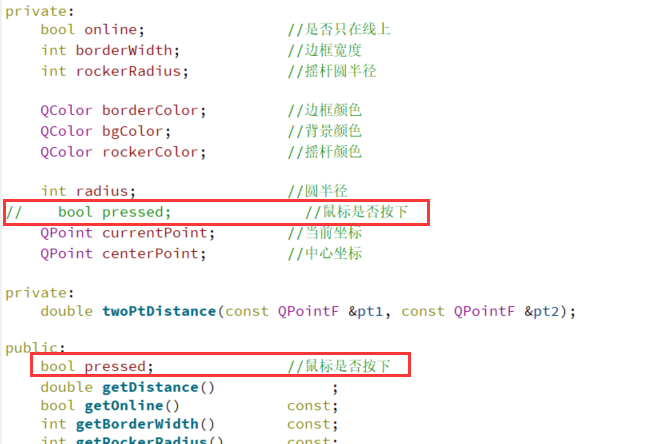 private:
    bool online;                //是否只在线上
    int borderWidth;            //边框宽度
    int rockerRadius;           //摇杆圆半径
    QColor borderColor;         //边框颜色
    QColor bgColor;             //背景颜色
    QColor rockerColor;         //摇杆颜色
    int radius;                 //圆半径
//    bool pressed;               //鼠标是否按下
    QPoint currentPoint;        //当前坐标
    QPoint centerPoint;         //中心坐标
private:
    double twoPtDistance(const QPointF &pt1, const QPointF &pt2);
public:
    bool pressed;               //鼠标是否按下
    double getDistance()             ;
    bool getOnline()            const;
    int getBorderWidth()        const;
    int getRockerRadius()       const;